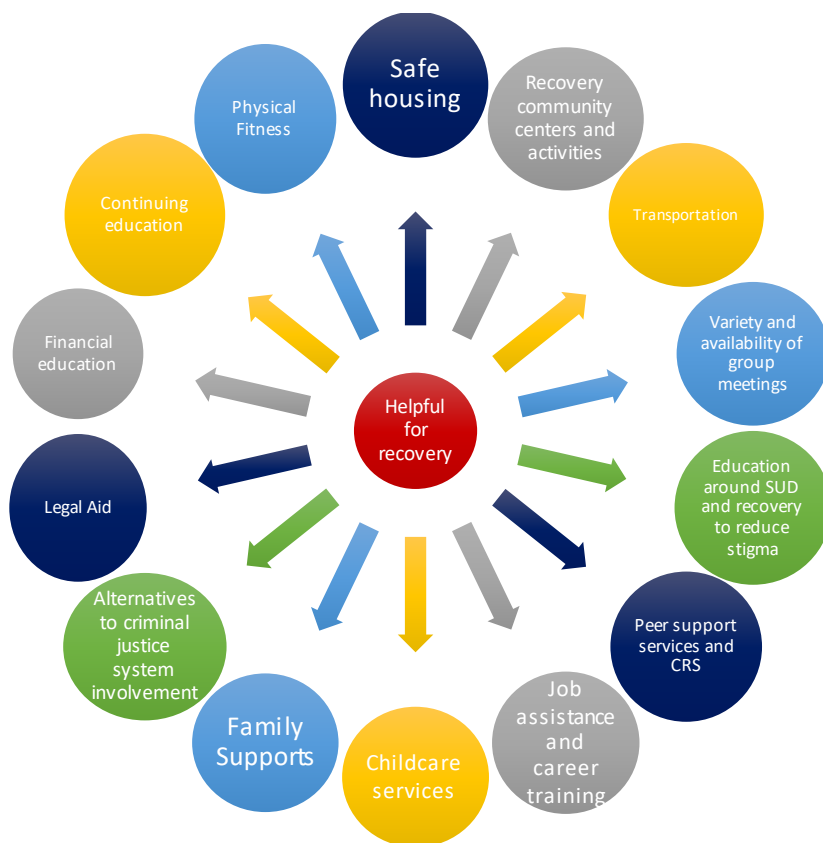 Safe
housing
Recovery
community
centers and
activities
Transportation
Variety and
availability of
group
meetings
Education
around SUD
and recovery
to reduce
stigma
Peer support
services and
CRS
Job
assistance
and
career
training
Childcare
services
Family
Supports
Alternatives
to criminal
justice
system
involvement
Legal Aid
Financial
education
Continuing
education
Physical
Fitness
Helpful
for
recovery